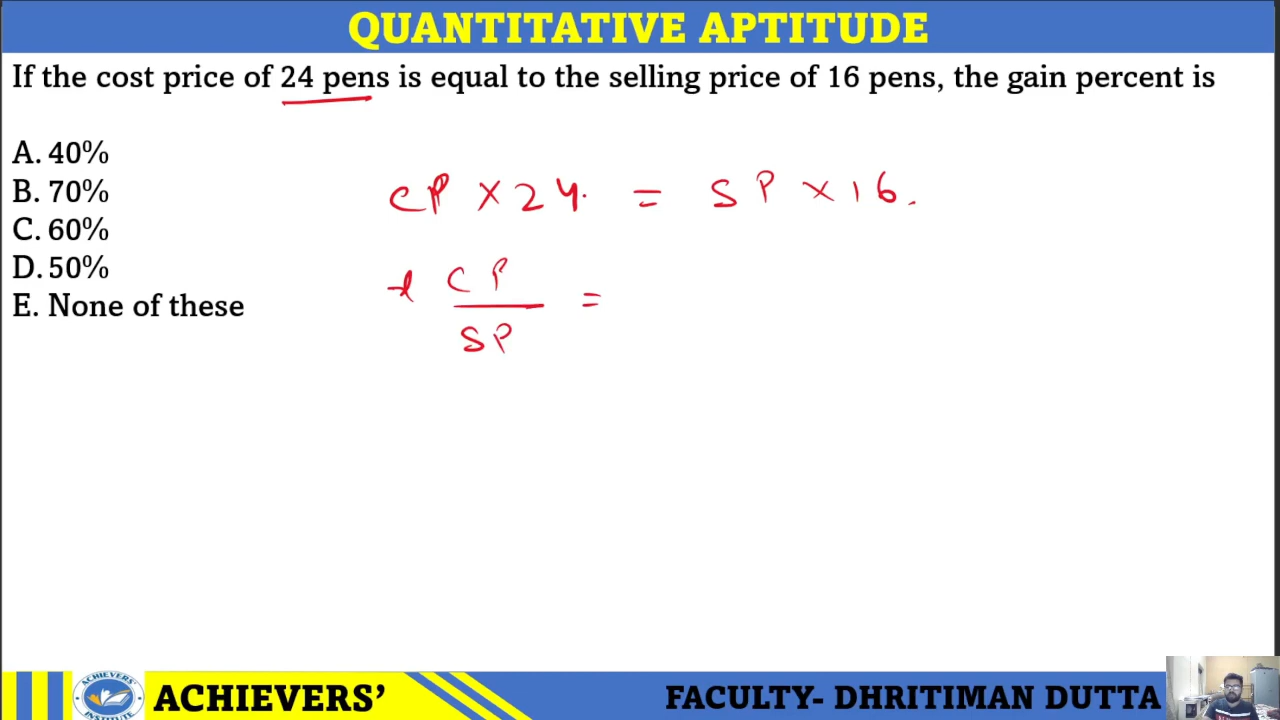 QUANTITATIVE APTITUDE
If the cost price of 24 pens is equal to the selling price of 16 pens, the gain percent is
A. 40%
B. 70%
C. 60%
D. 50%
E. None of these
CP × 24. = SP × 16.
CP
SP
=
ACHIEVERS'
INSTITUTE
ACHIEVERS’
FACULTY- DHRITIMAN DUTTA